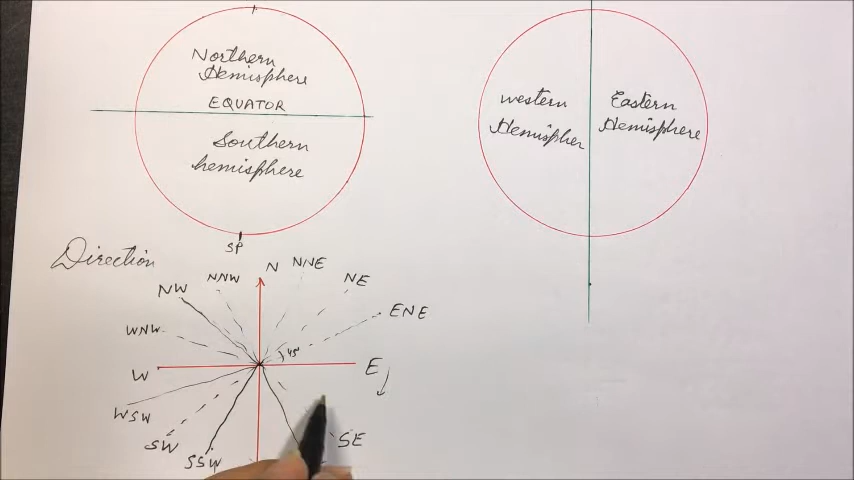 Northern
Hemisphere
EQUATOR
Southern
hemisphere
SP
western
Hemispher
Eastern
Hemisphere
Direction
N
NNE
NE
ENE
45°
E
SE
SSW
SW
WSW
W
WNW
NW
NNW